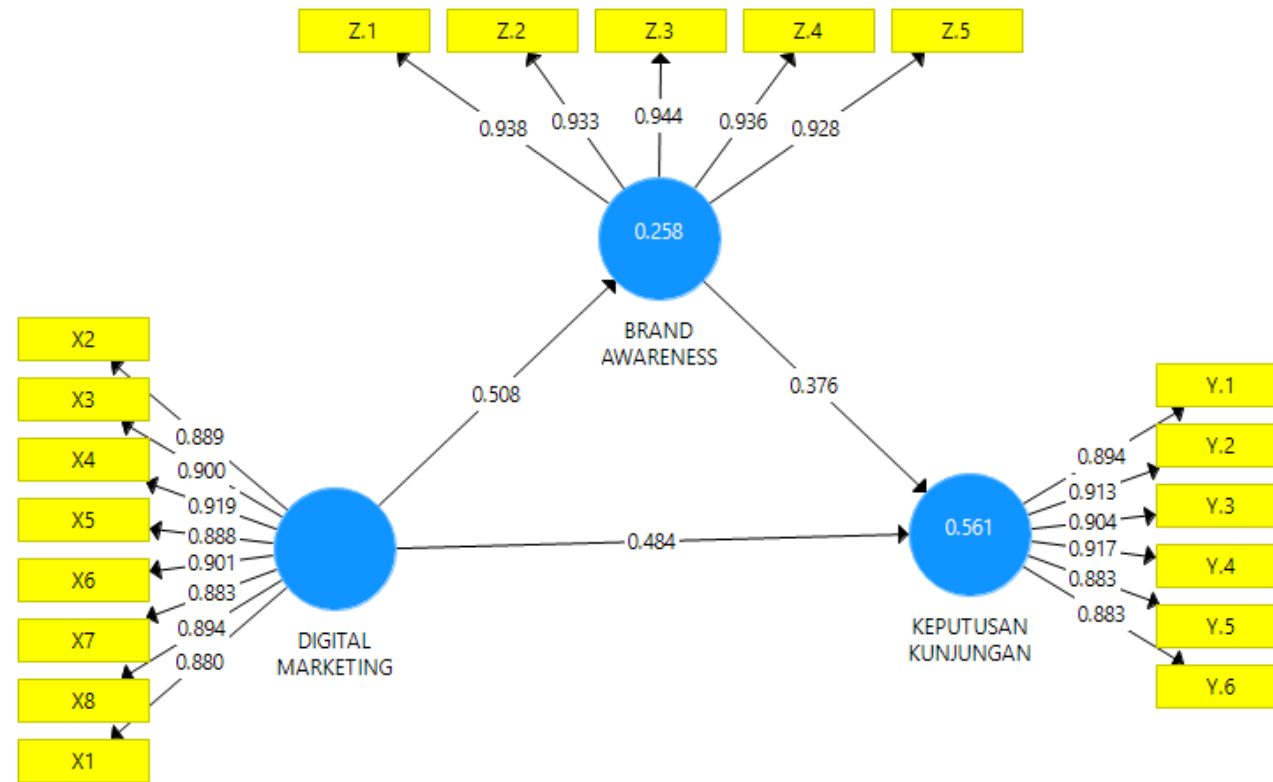 Z.1
Z.2
Z.3
Z.4
Z.5
0.938
0.933
0.944
0.936
0.928
0.258
BRAND
AWARENESS
0.508
0.376
X2
X3
X4
X5
X6
X7
X8
X1
0.889
0.900
0.919
0.888
0.901
0.883
0.894
0.880
DIGITAL
MARKETING
0.484
0.561
KEPUTUSAN
KUNJUNGAN
0.894
0.913
0.904
0.917
0.883
0.883
Y.1
Y.2
Y.3
Y.4
Y.5
Y.6